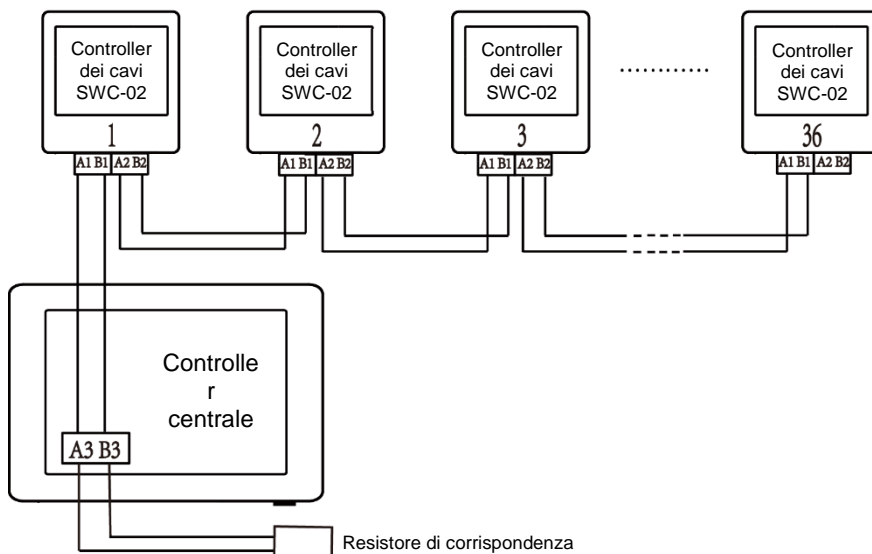 Controller
dei cavi
SWC-02
1
A1 B1 A2 B2
Controller
dei cavi
SWC-02
2
A1 B1 A2 B2
Controller
dei cavi
SWC-02
3
A1 B1 A2 B2
Controller
dei cavi
SWC-02
36
A1 B1 A2 B2
Controlle
r
centrale
A3 B3
Resistore di corrispondenza